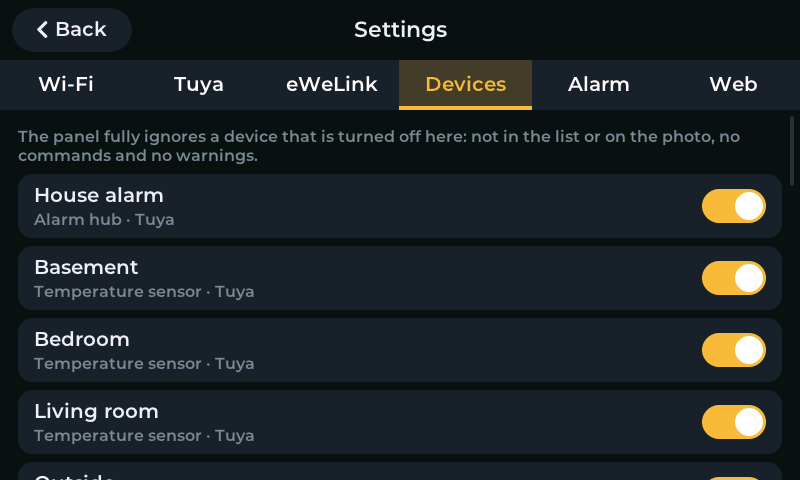 Back
Settings
Wi-Fi
Tuya
eWeLink
Devices
Alarm
Web
The panel fully ignores a device that is turned off here: not in the list or on the photo, no
commands and no warnings.
House alarm
Alarm hub · Tuya
Basement
Temperature sensor · Tuya
Bedroom
Temperature sensor · Tuya
Living room
Temperature sensor · Tuya